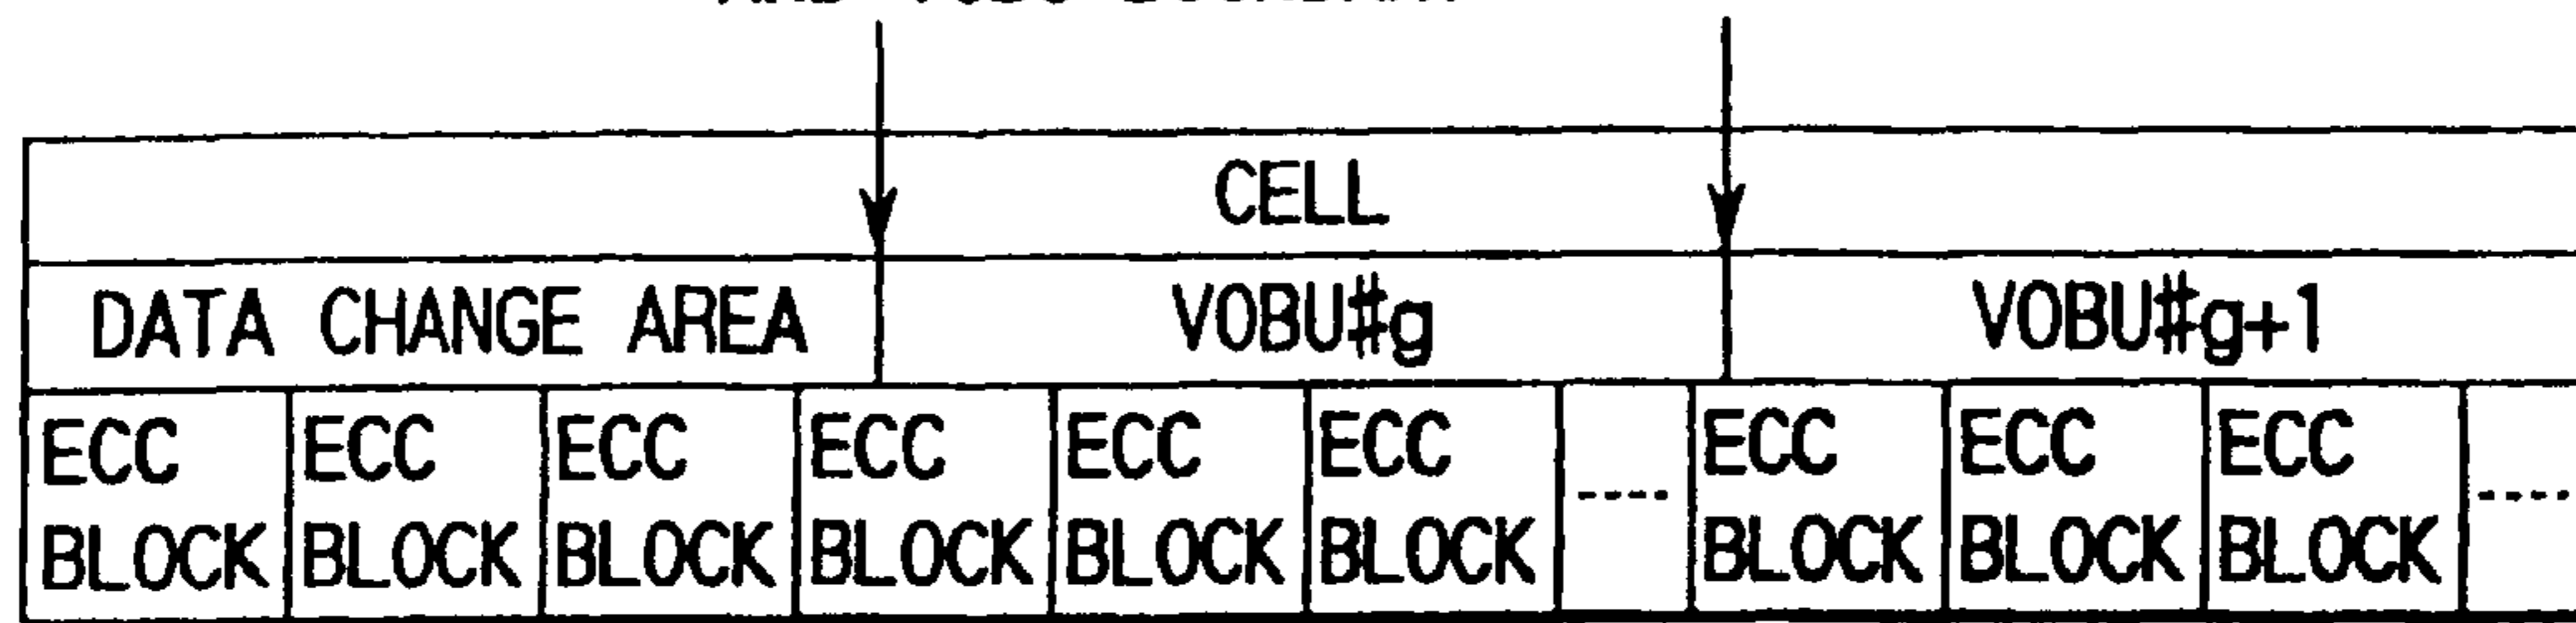 CELL
DATA CHANGE AREA VOBU#g VOBU#g+1
ECC ECC ECC ECC ECC ECC ECC ECC ECC
BLOCK BLOCK BLOCK BLOCK BLOCK BLOCK ---- BLOCK BLOCK BLOCK ----